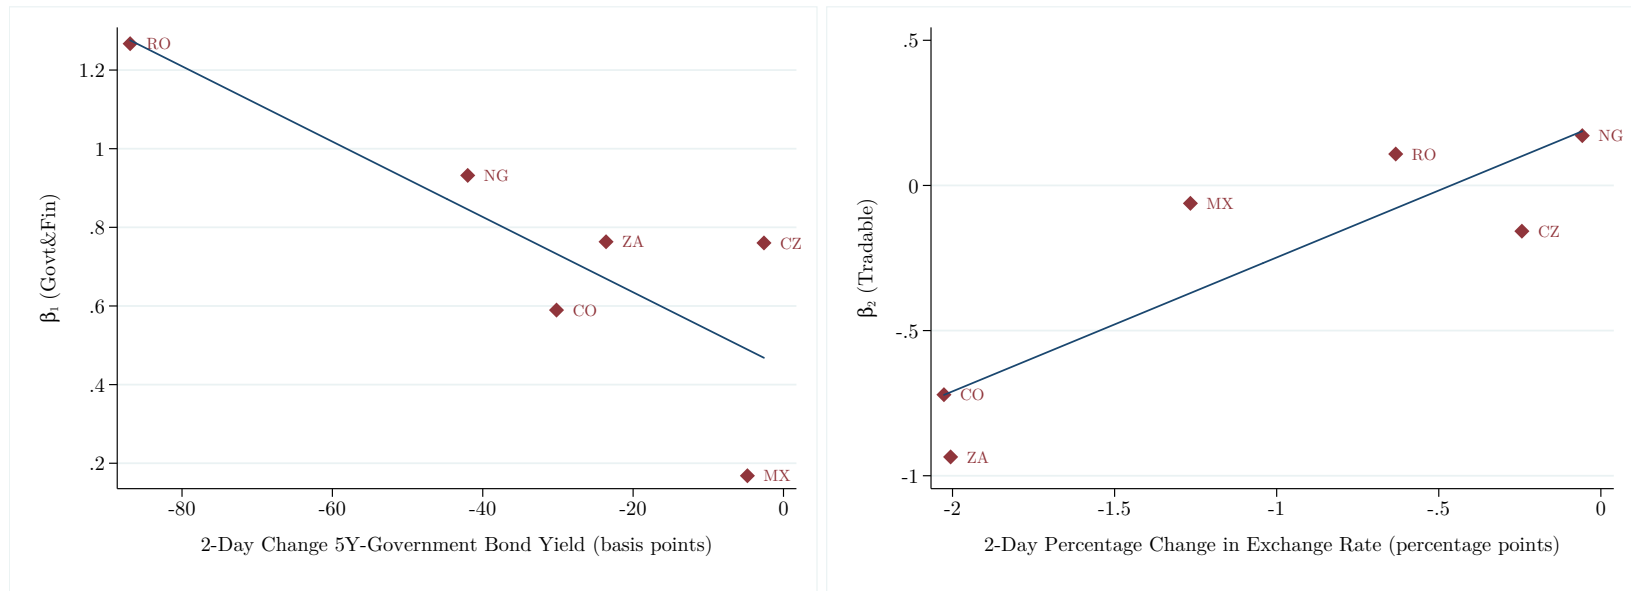 1.2
1
.8
.6
.4
.2
β₁ (Govt&Fin)
RO
NG
ZA
CZ
CO
MX
-80 -60 -40 -20 0
2-Day Change 5Y-Government Bond Yield (basis points)
.5
0
-.5
-1
β₂ (Tradable)
NG
RO
MX
CZ
CO
ZA
-2 -1.5 -1 -.5 0
2-Day Percentage Change in Exchange Rate (percentage points)